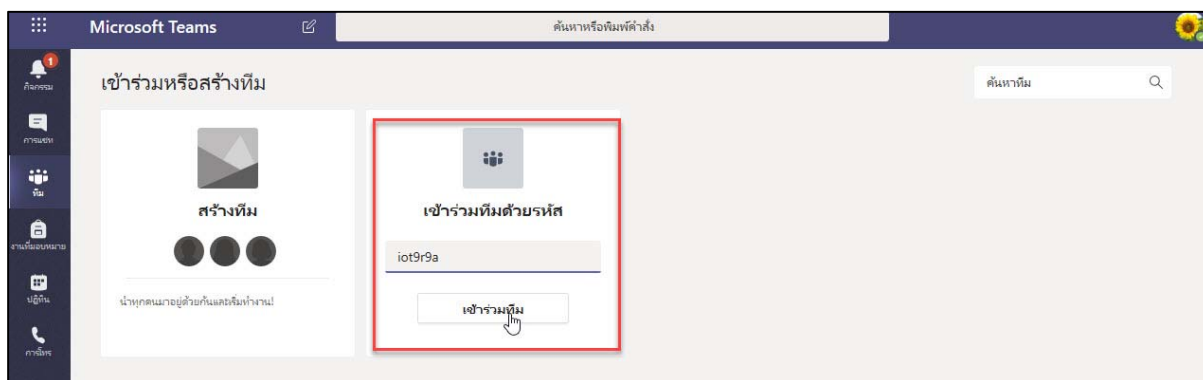 Microsoft Teams
ค้นหาหรือพิมพ์คำสั่ง
1
กิจกรรม
เข้าร่วมหรือสร้างทีม
ค้นหาทีม
การแชท
ทีม
งานที่มอบหมาย
ปฏิทิน
การโทร
สร้างทีม
นำทุกคนมาอยู่ด้วยกันและเริ่มทำงาน!
เข้าร่วมทีมด้วยรหัส
iot9r9a
เข้าร่วมทีม